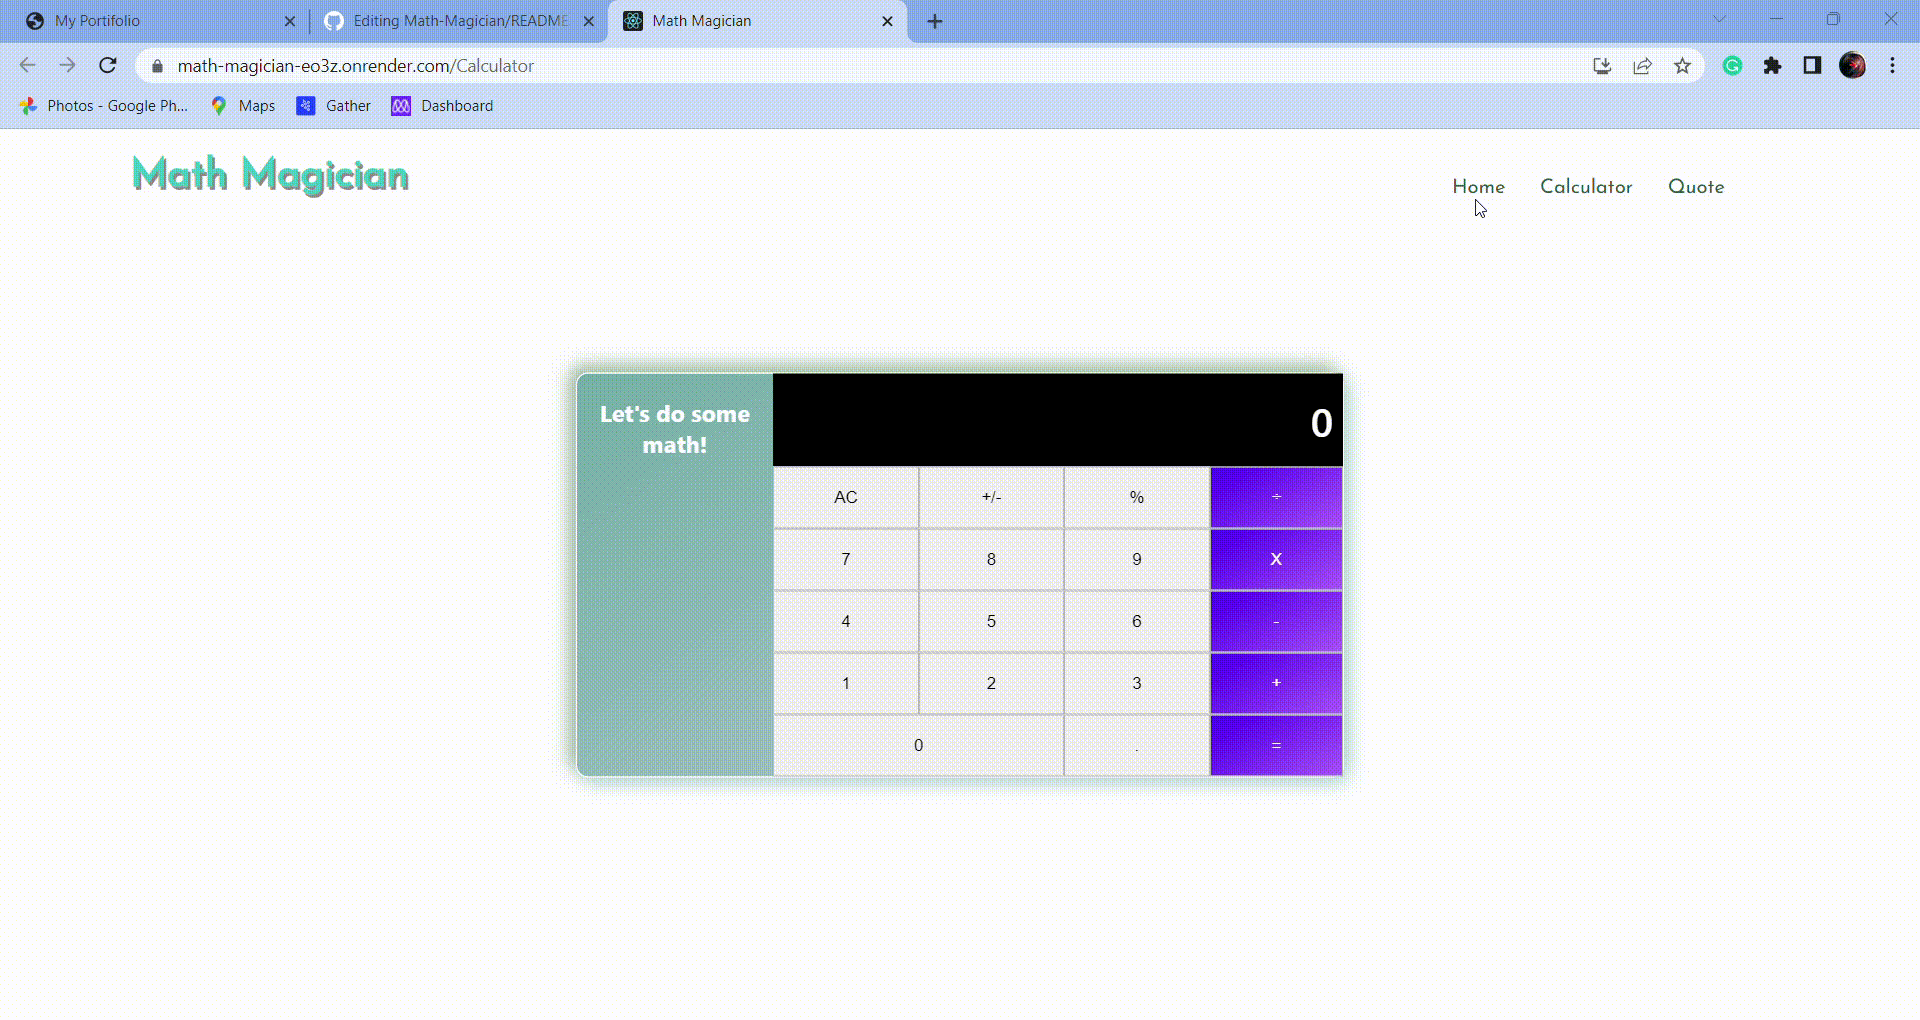 My Portifolio
Editing Math-Magician/README
Math Magician
math-magician-eo3z.onrender.com/Calculator
Photos - Google Ph...
Maps
Gather
Dashboard
Math Magician
Home
Calculator
Quote
Let's do some
math!
0
AC +/- % ÷
7 8 9 X
4 5 6 -
1 2 3 +
0 . =